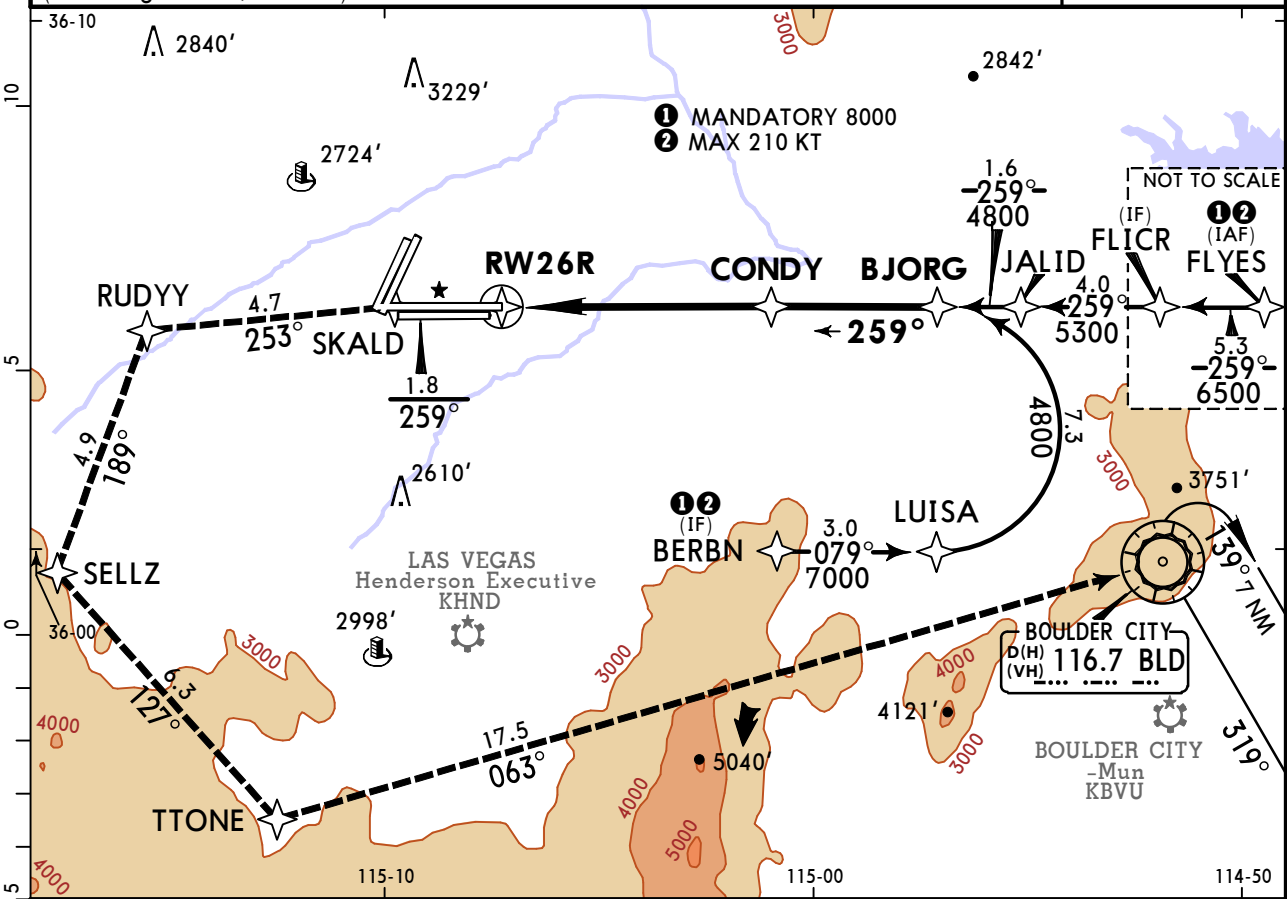 36-10
2840'
3000
2842'
10
3229'
❶ MANDATORY 8000
❷ MAX 210 KT
2724'
1.6
259°
4800
NOT TO SCALE
(IF)
FLICR
❶❷
(IAF)
FLYES
RUDYY
RW26R
CONDY
BJORG
JALID
4.7
253°
SKALD
4.0
259°
5300
259°
5.3
259°
6500
5
1.8
259°
4.9
189°
4800
7.3
2610'
3000
3751'
❶❷
(IF)
BERBN
3.0
079°
7000
LUISA
139°
7 NM
SELLZ
LAS VEGAS
Henderson Executive
KHND
36-00
0
2998'
3000
3000
BOULDER CITY
D(H)
(VH)
116.7 BLD
6.3
127°
4000
4000
4121'
3000
BOULDER CITY
-Mun
KBVU
319°
17.5
063°
5040'
TTONE
4000
5000
4000
5
115-10
115-00
114-50